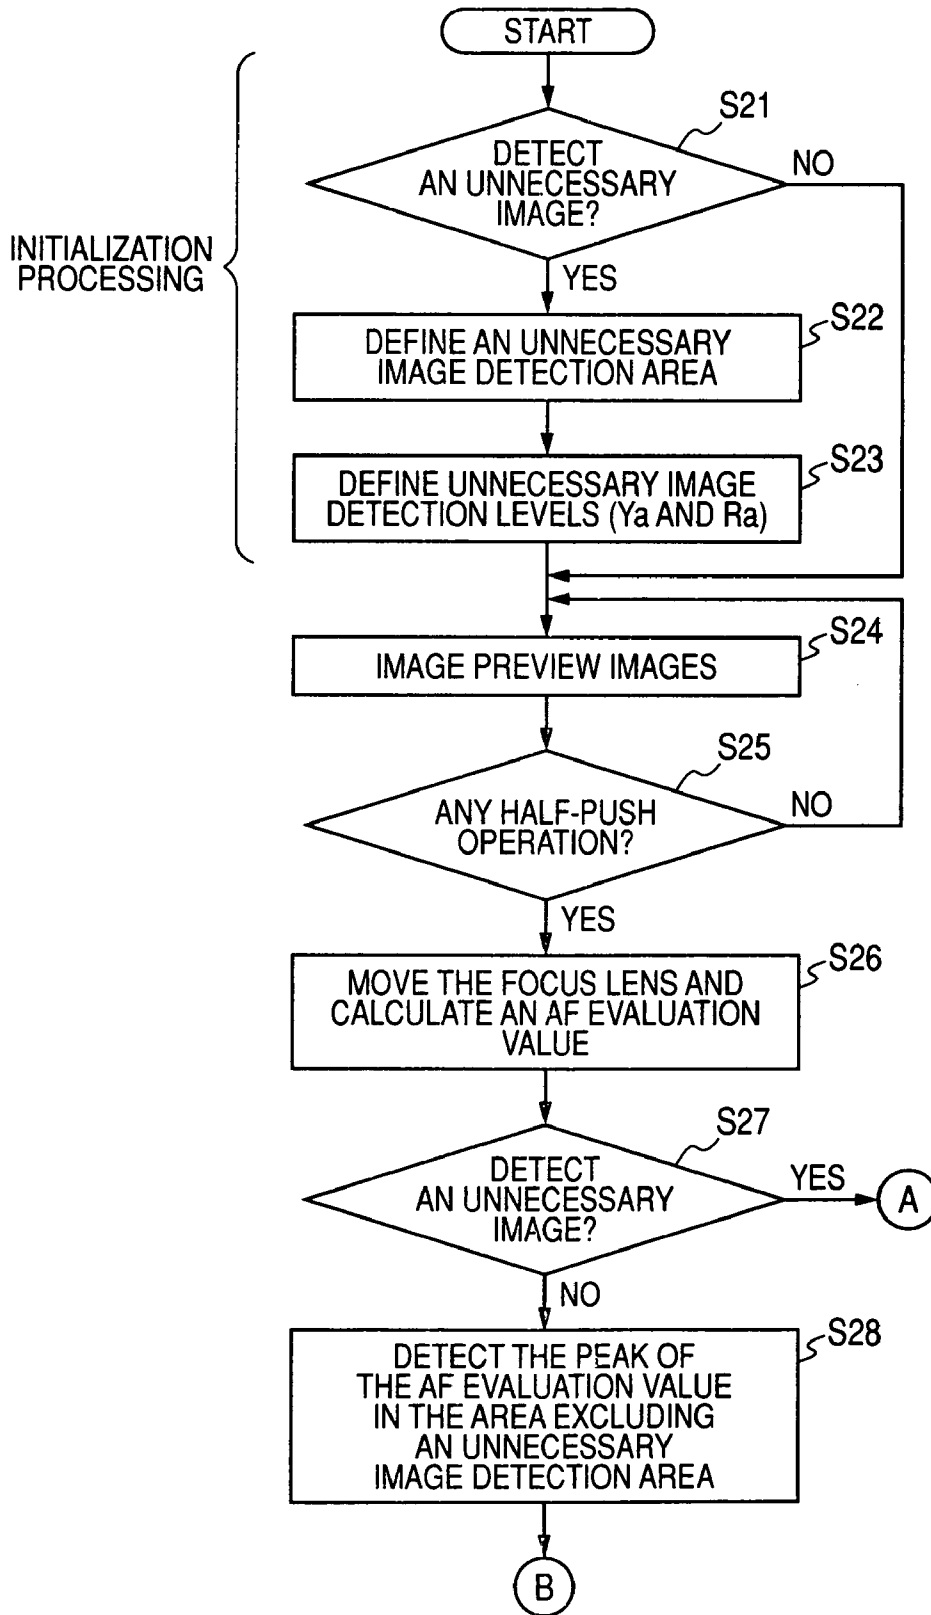 START
S21
DETECT
AN UNNECESSARY
IMAGE?
NO
INITIALIZATION
PROCESSING
YES
S22
DEFINE AN UNNECESSARY
IMAGE DETECTION AREA
S23
DEFINE UNNECESSARY IMAGE
DETECTION LEVELS (Ya AND Ra)
S24
IMAGE PREVIEW IMAGES
S25
ANY HALF-PUSH
OPERATION?
NO
YES
S26
MOVE THE FOCUS LENS AND
CALCULATE AN AF EVALUATION
VALUE
S27
DETECT
AN UNNECESSARY
IMAGE?
YES
A
NO
S28
DETECT THE PEAK OF
THE AF EVALUATION VALUE
IN THE AREA EXCLUDING
AN UNNECESSARY
IMAGE DETECTION AREA
B